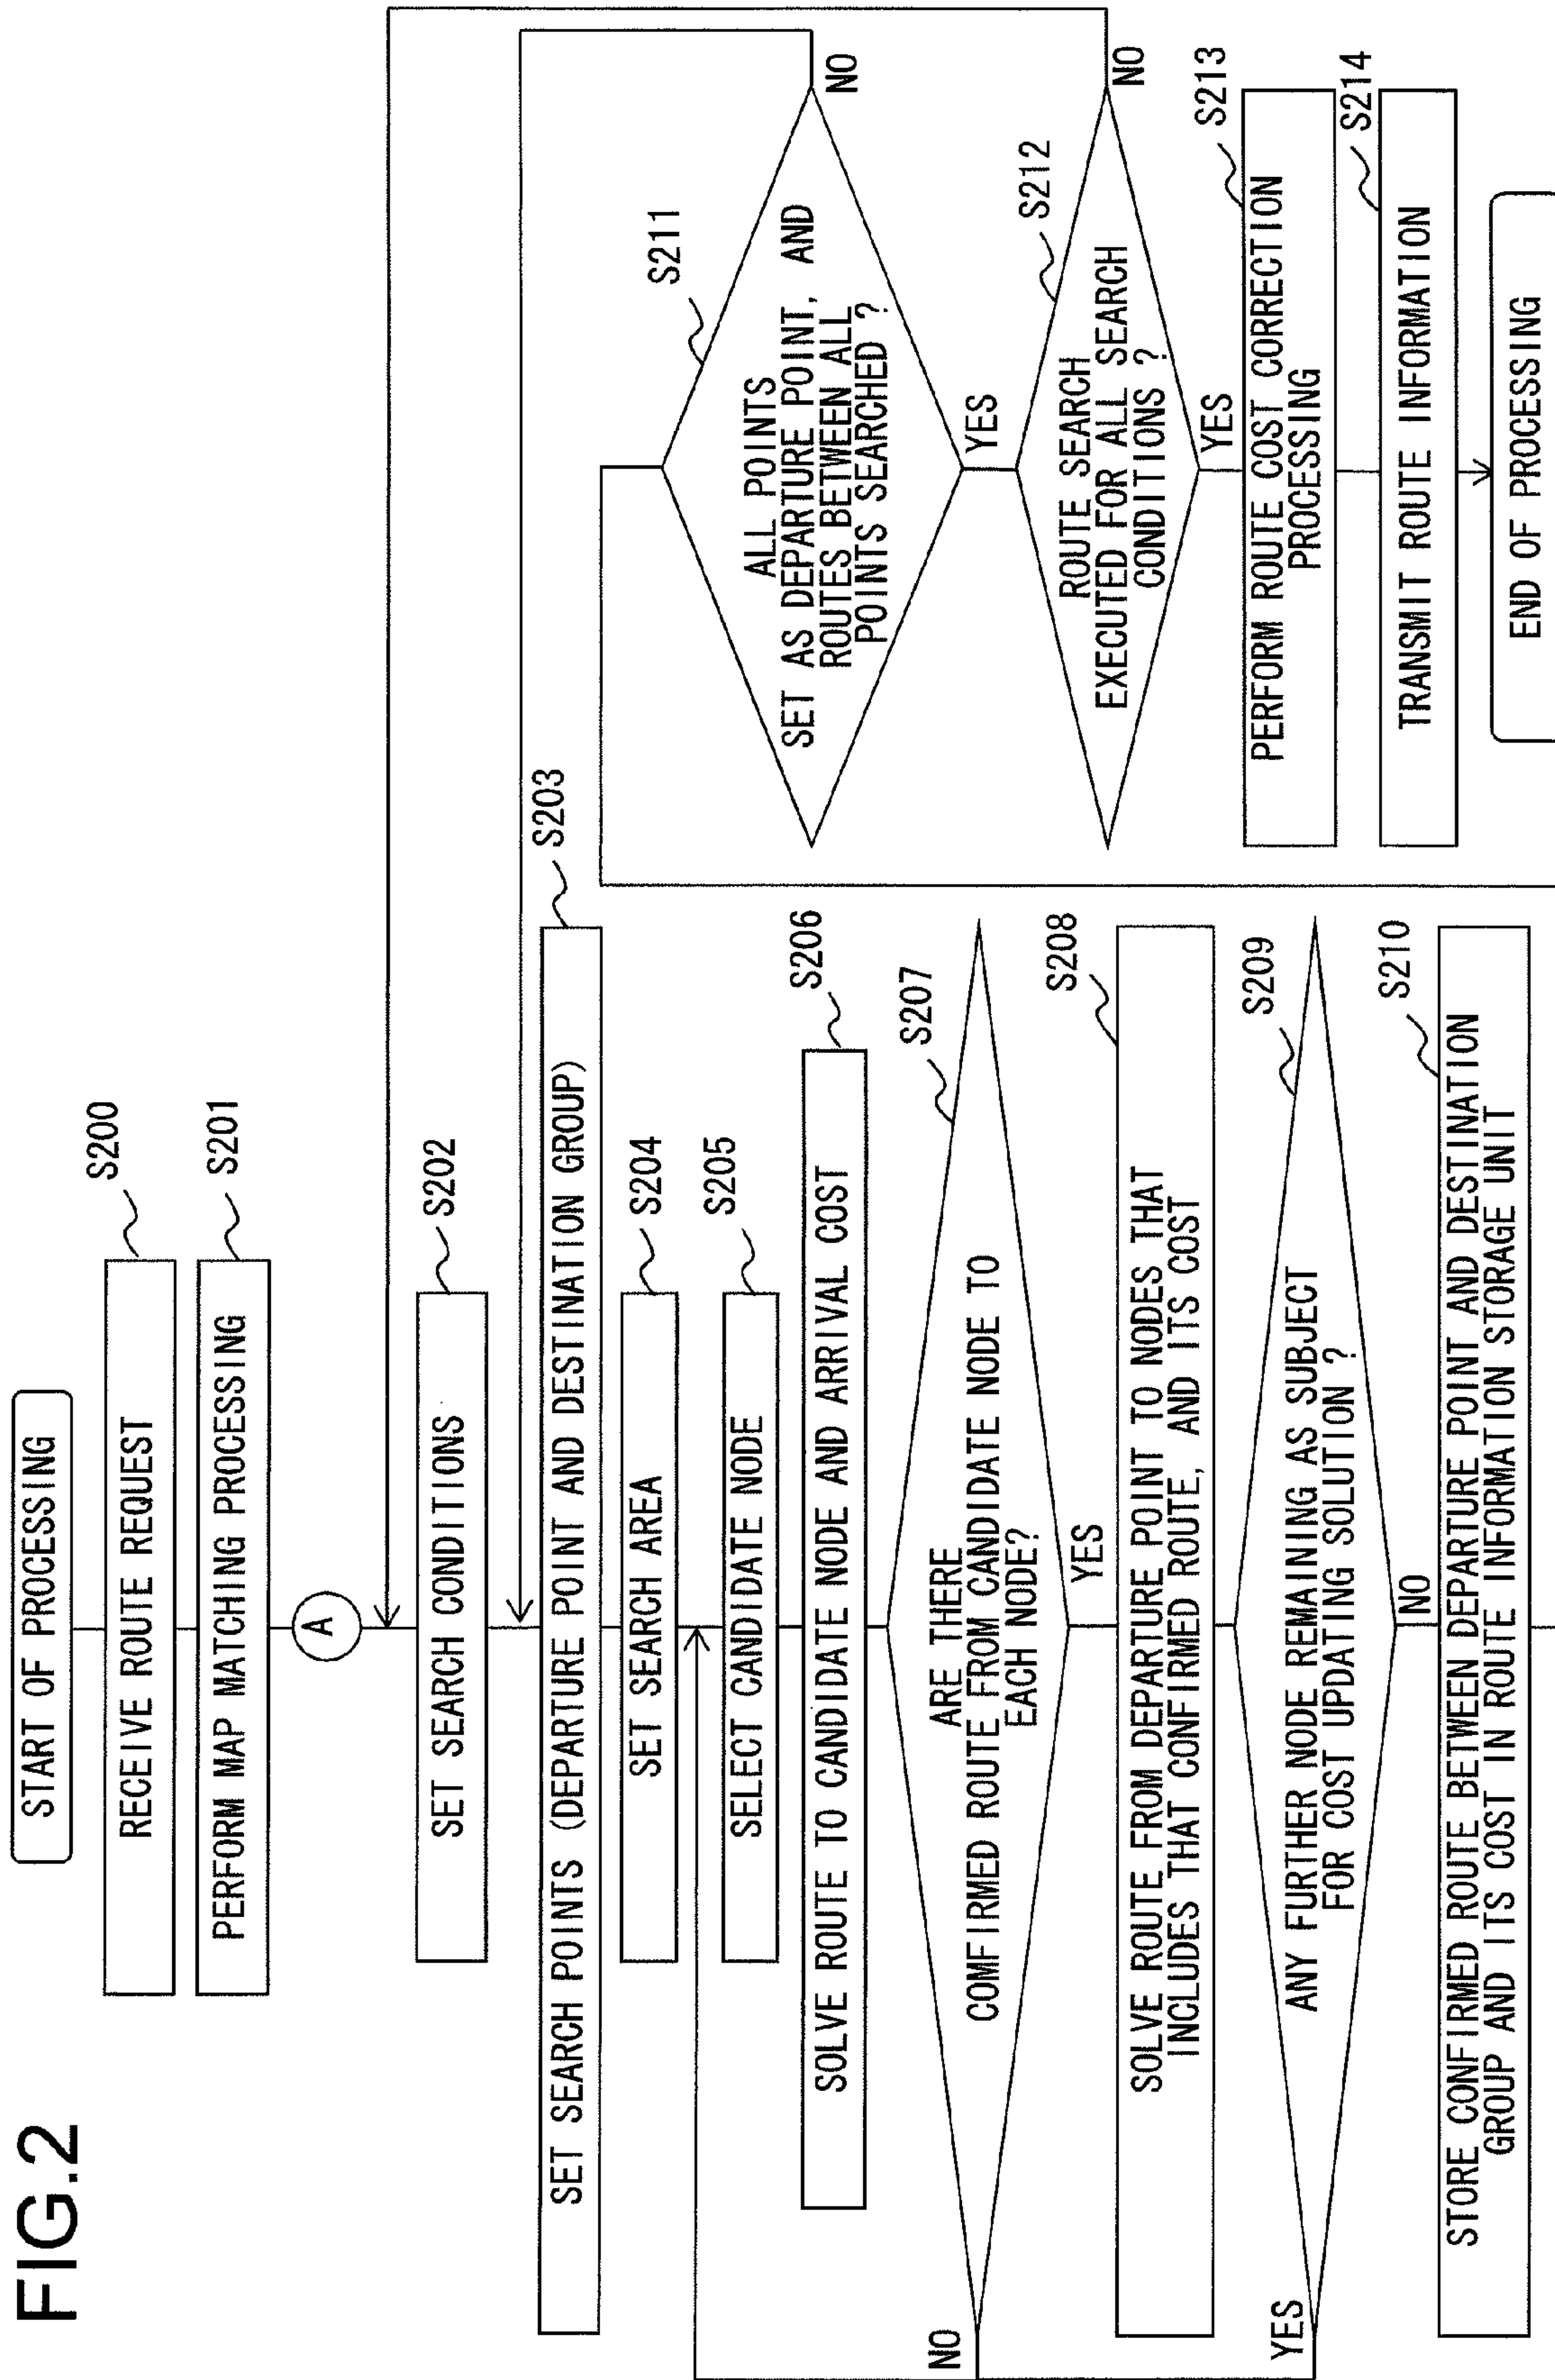 FIG.2
START OF PROCESSING
RECEIVE ROUTE REQUEST
S200
PERFORM MAP MATCHING PROCESSING
S201
A
SET SEARCH CONDITIONS
S202
SET SEARCH POINTS (DEPARTURE POINT AND DESTINATION GROUP)
S203
SET SEARCH AREA
S204
SELECT CANDIDATE NODE
S205
SOLVE ROUTE TO CANDIDATE NODE AND ARRIVAL COST
S206
ARE THERE
COMFIRMED ROUTE FROM CANDIDATE NODE TO
EACH NODE?
S207
NO
YES
SOLVE ROUTE FROM DEPARTURE POINT TO NODES THAT
INCLUDES THAT CONFIRMED ROUTE, AND ITS COST
S208
ANY FURTHER NODE REMAINING AS SUBJECT
FOR COST UPDATING SOLUTION ?
S209
YES
NO
STORE CONFIRMED ROUTE BETWEEN DEPARTURE POINT AND DESTINATION
GROUP AND ITS COST IN ROUTE INFORMATION STORAGE UNIT
S210
ALL POINTS
SET AS DEPARTURE POINT, AND
ROUTES BETWEEN ALL
POINTS SEARCHED ?
S211
NO
YES
ROUTE SEARCH
EXECUTED FOR ALL SEARCH
CONDITIONS ?
S212
NO
YES
PERFORM ROUTE COST CORRECTION
PROCESSING
S213
TRANSMIT ROUTE INFORMATION
S214
END OF PROCESSING